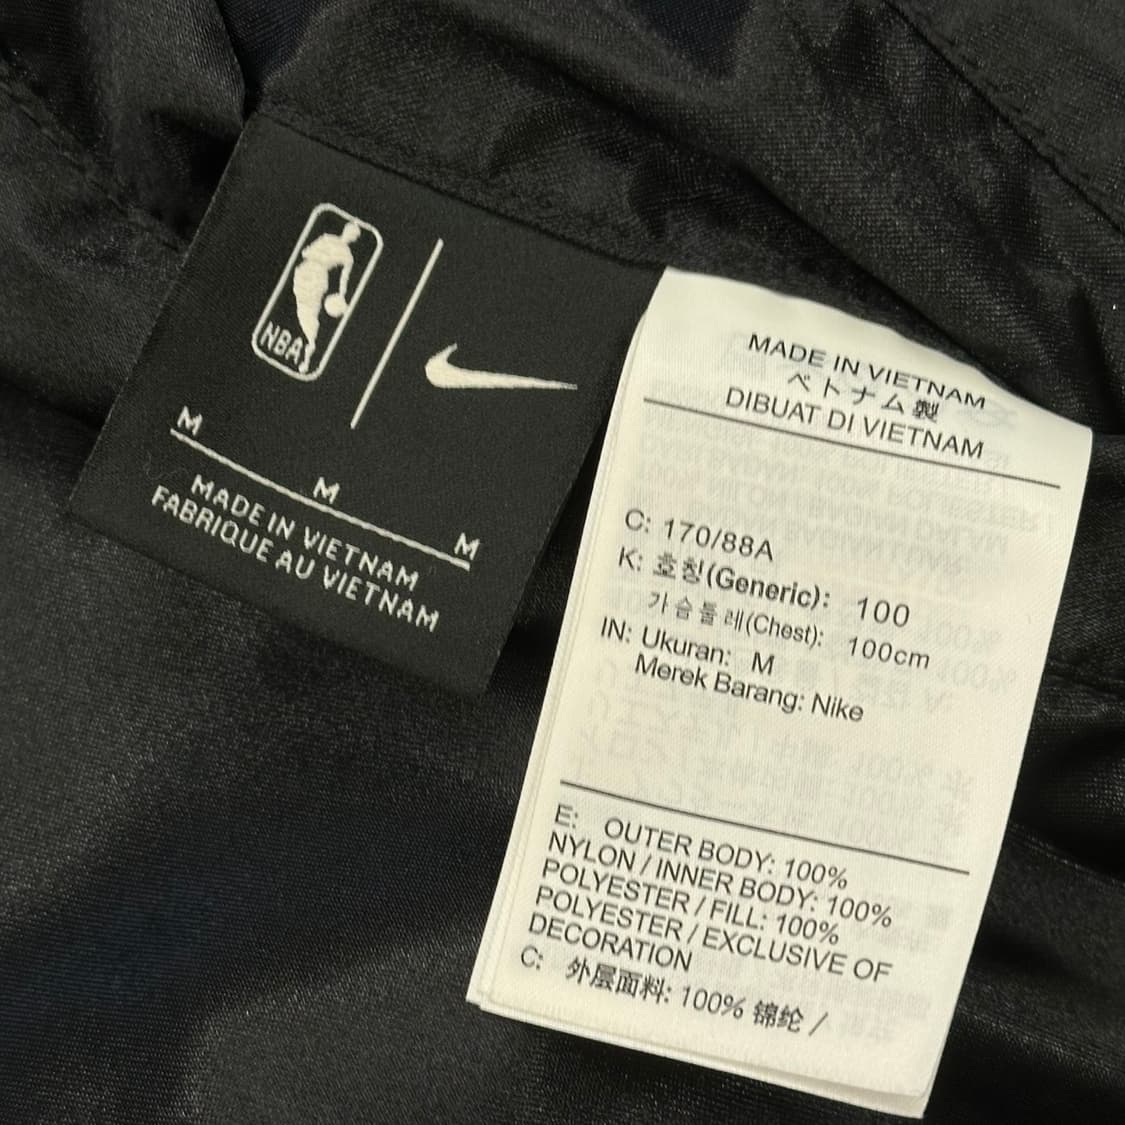 NBA
M
M
M
MADE IN VIETNAM
FABRIQUE AU VIETNAM
MADE IN VIETNAM
ベトナム製
DIBUAT DI VIETNAM
C: 170/88A
K: 호칭(Generic): 100
가슴둘레(Chest): 100cm
IN: Ukuran: M
Merek Barang: Nike
E: OUTER BODY: 100%
NYLON / INNER BODY: 100%
POLYESTER / FILL: 100%
POLYESTER / EXCLUSIVE OF
DECORATION
C: 外层面料: 100% 锦纶 /